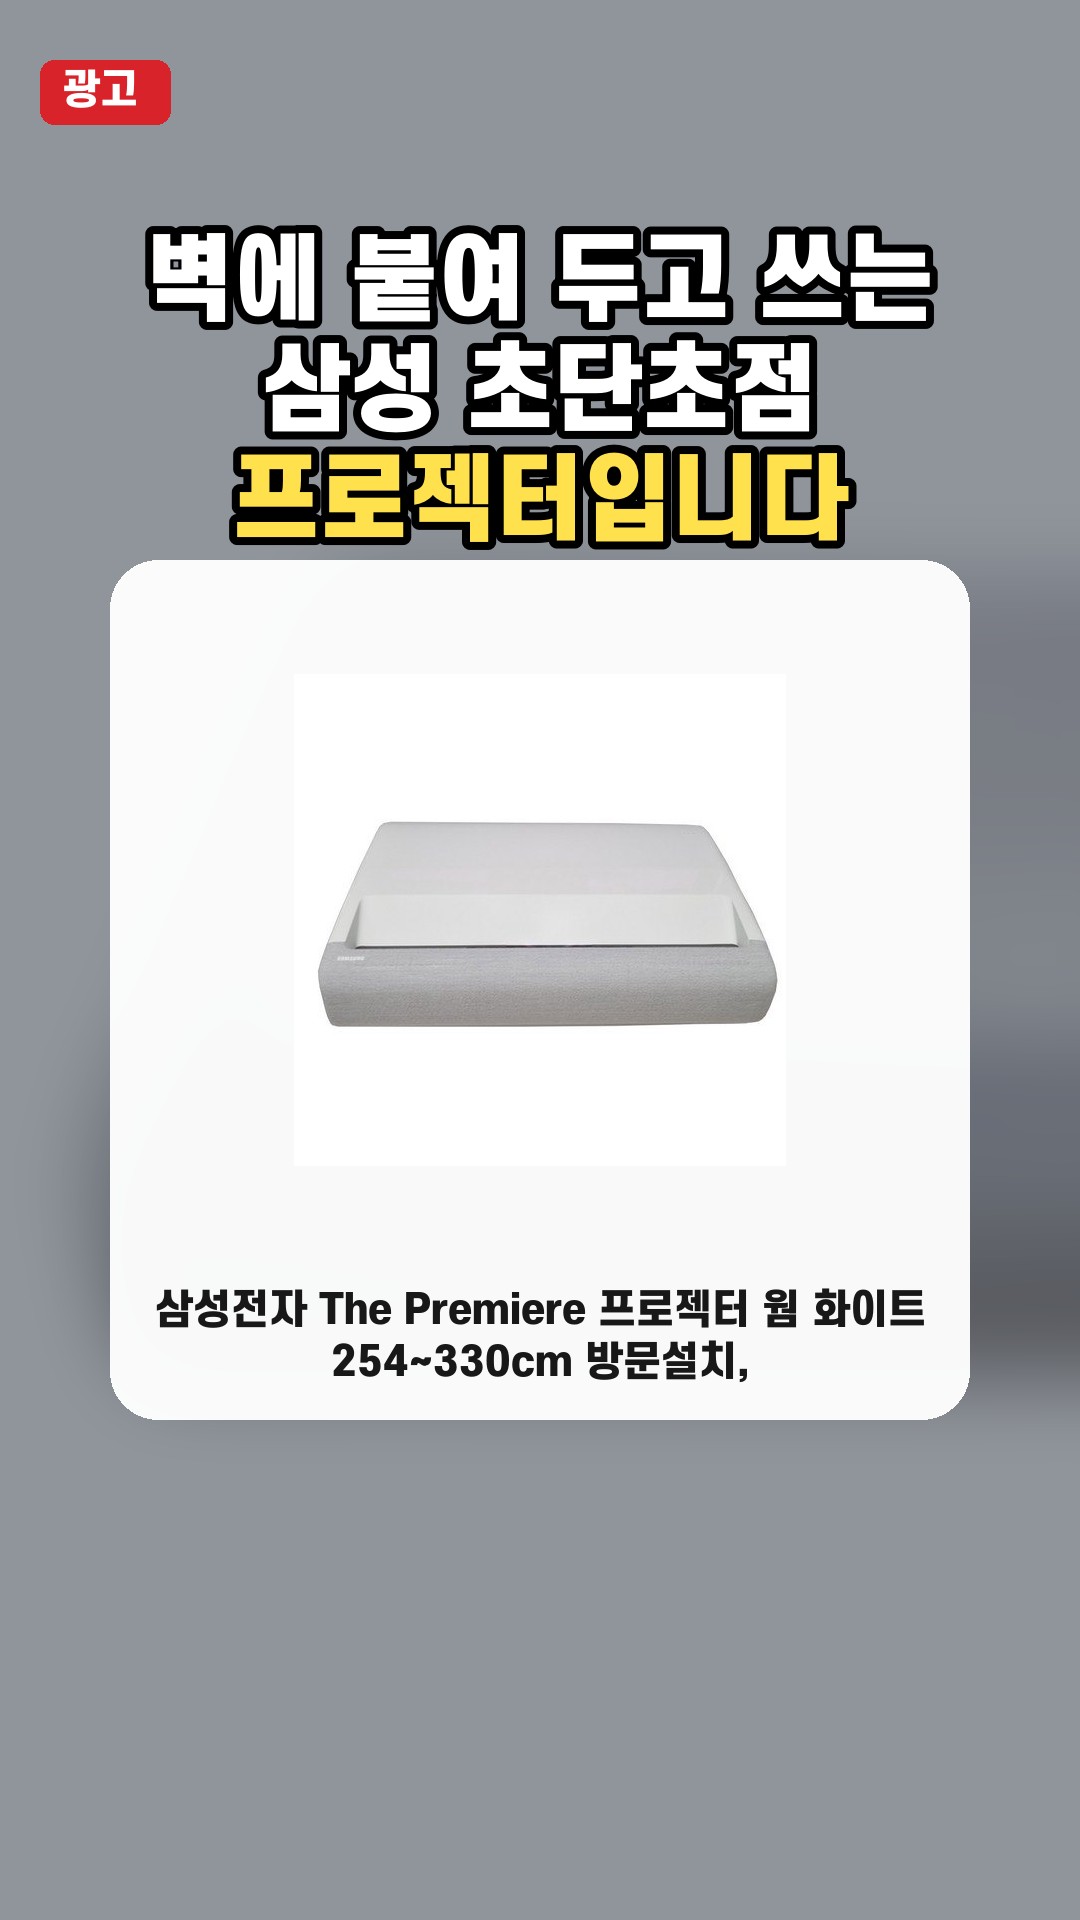 광고
벽에 붙여 두고 쓰는
삼성 초단초점
프로젝터입니다
SAMSUNG
삼성전자 The Premiere 프로젝터 웜 화이트
254~330cm 방문설치,